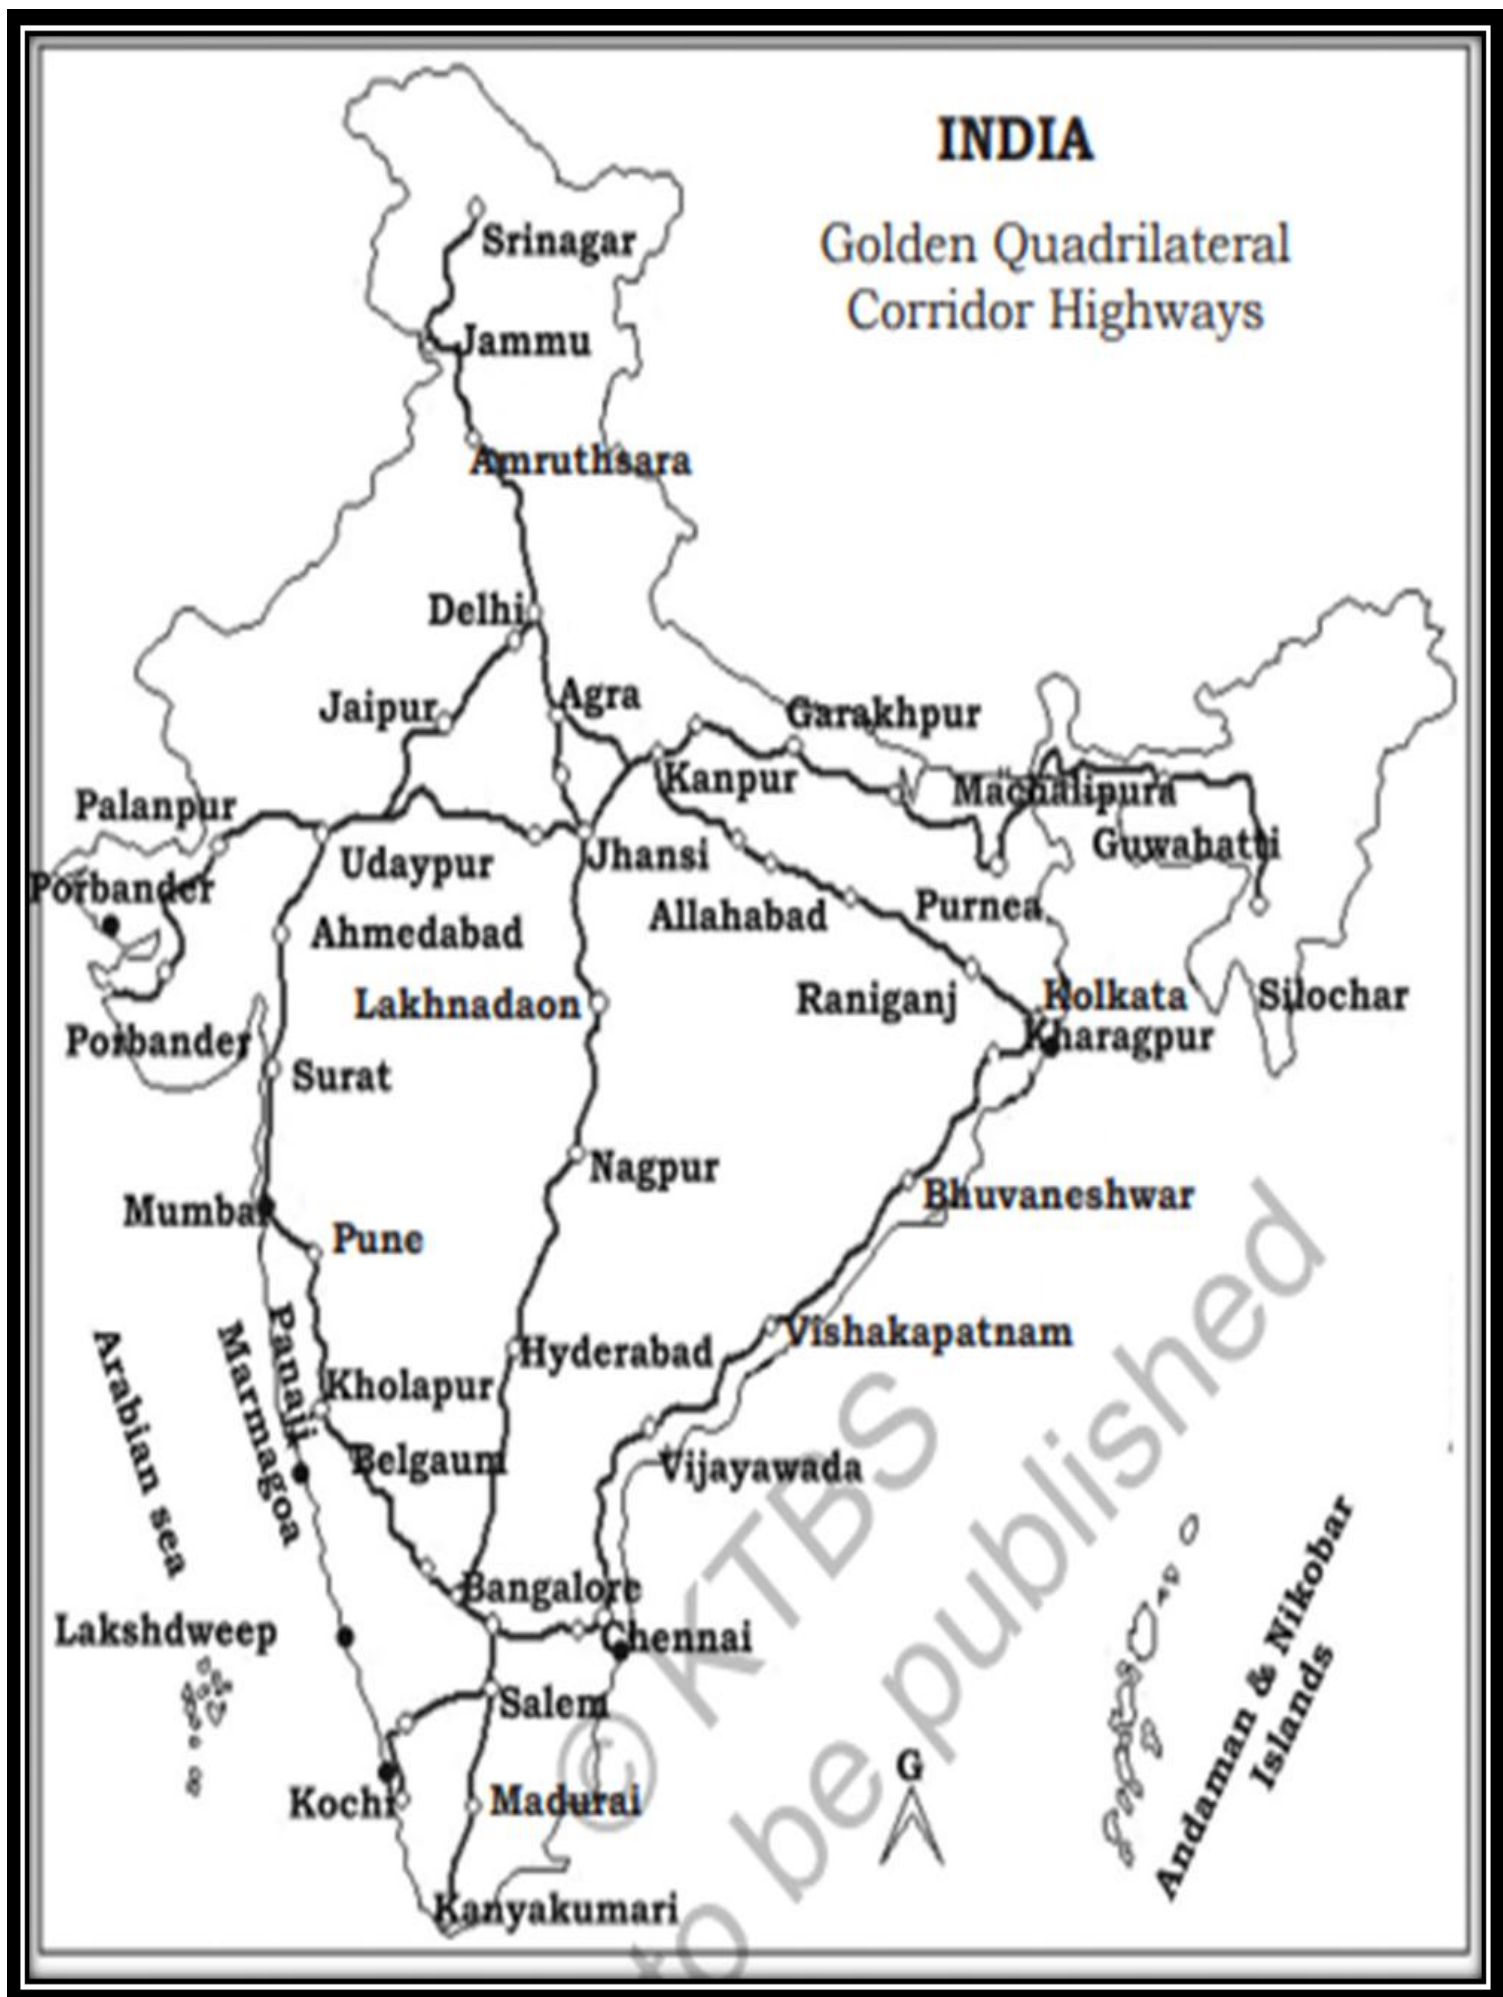 INDIA
Golden Quadrilateral
Corridor Highways
Srinagar
Jammu
Amruthsara
Delhi
Agra
Jaipur
Garakhpur
Kanpur
Machalipura
Palanpur
Guwahatti
Jhansi
Udaypur
Porbander
Allahabad
Purnea
Ahmedabad
Lakhnadaon
Raniganj
Kolkata
Silochar
Kharagpur
Porbander
Surat
Nagpur
Bhuvaneshwar
Mumbai
Pune
Vishakapatnam
Hyderabad
Panaji
Marmagoa
Arabian sea
Kholapur
Belgaum
Vijayawada
Bangalore
Chennai
Lakshdweep
Salem
Kochi
Madurai
Kanyakumari
G
Andaman & Nikobar
Islands
© KTBS
to be published